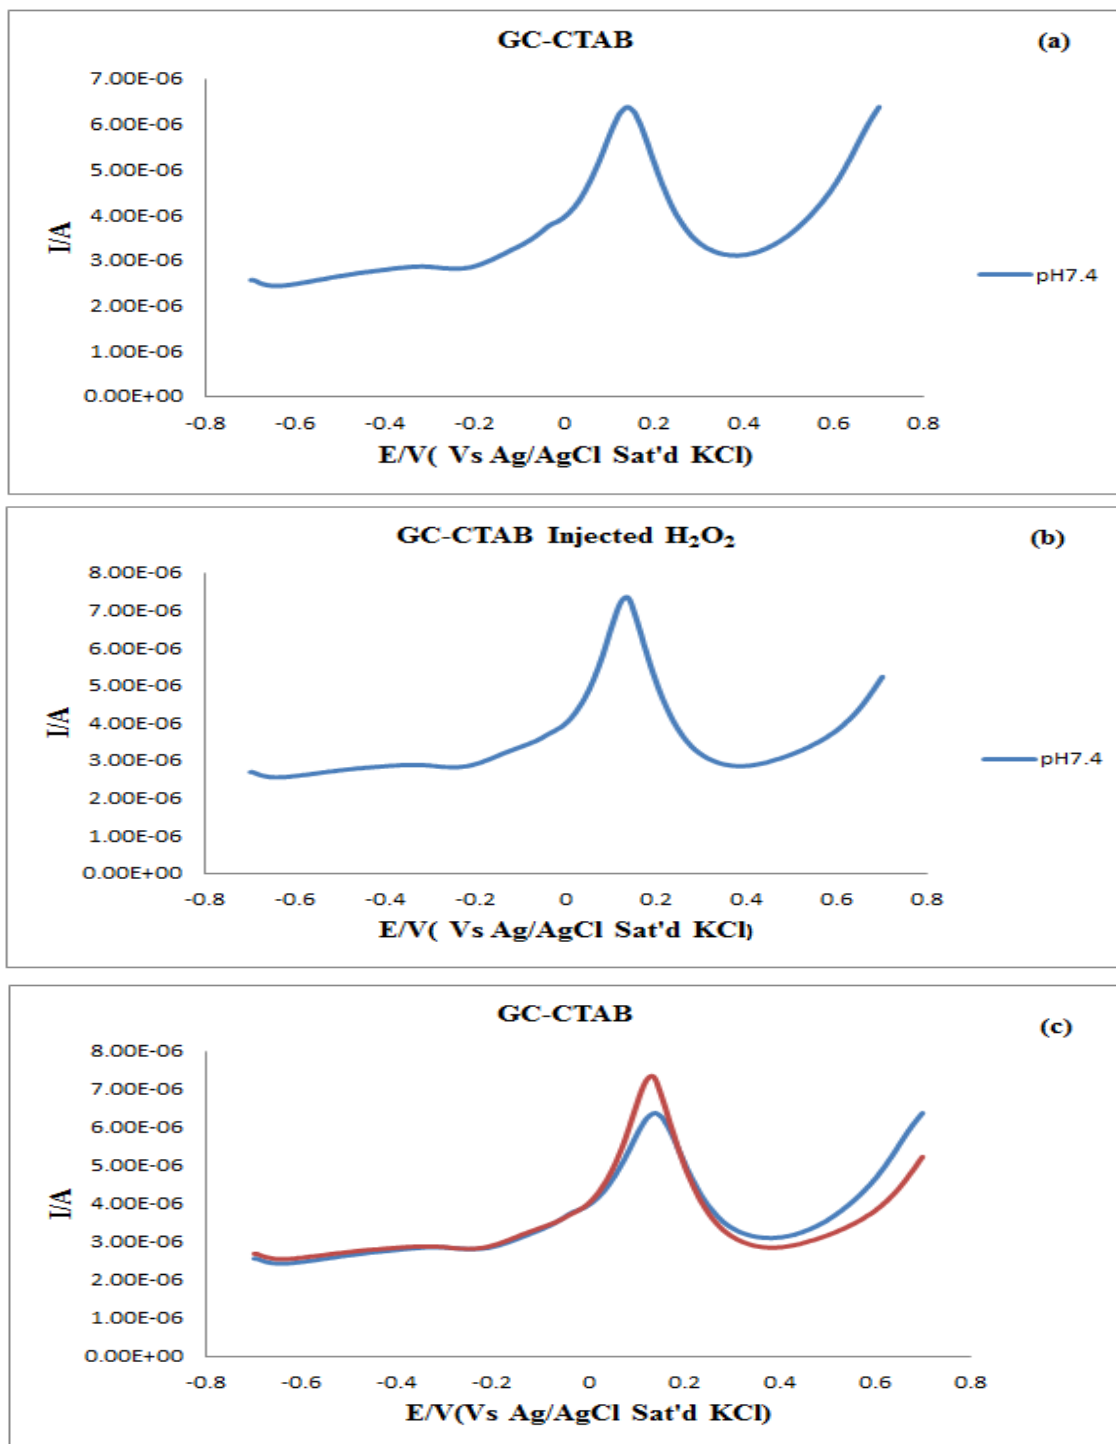 GC-CTAB
(a)
7.00E-06
6.00E-06
5.00E-06
4.00E-06
3.00E-06
2.00E-06
1.00E-06
0.00E+00
I/A
-0.8 -0.6 -0.4 -0.2 0 0.2 0.4 0.6 0.8
E/V( Vs Ag/AgCl Sat'd KCl)
pH7.4
GC-CTAB Injected H₂O₂
(b)
8.00E-06
7.00E-06
6.00E-06
5.00E-06
4.00E-06
3.00E-06
2.00E-06
1.00E-06
0.00E+00
I/A
-0.8 -0.6 -0.4 -0.2 0 0.2 0.4 0.6 0.8
E/V( Vs Ag/AgCl Sat'd KCl)
pH7.4
GC-CTAB
(c)
8.00E-06
7.00E-06
6.00E-06
5.00E-06
4.00E-06
3.00E-06
2.00E-06
1.00E-06
0.00E+00
I/A
-0.8 -0.6 -0.4 -0.2 0 0.2 0.4 0.6 0.8
E/V(Vs Ag/AgCl Sat'd KCl)